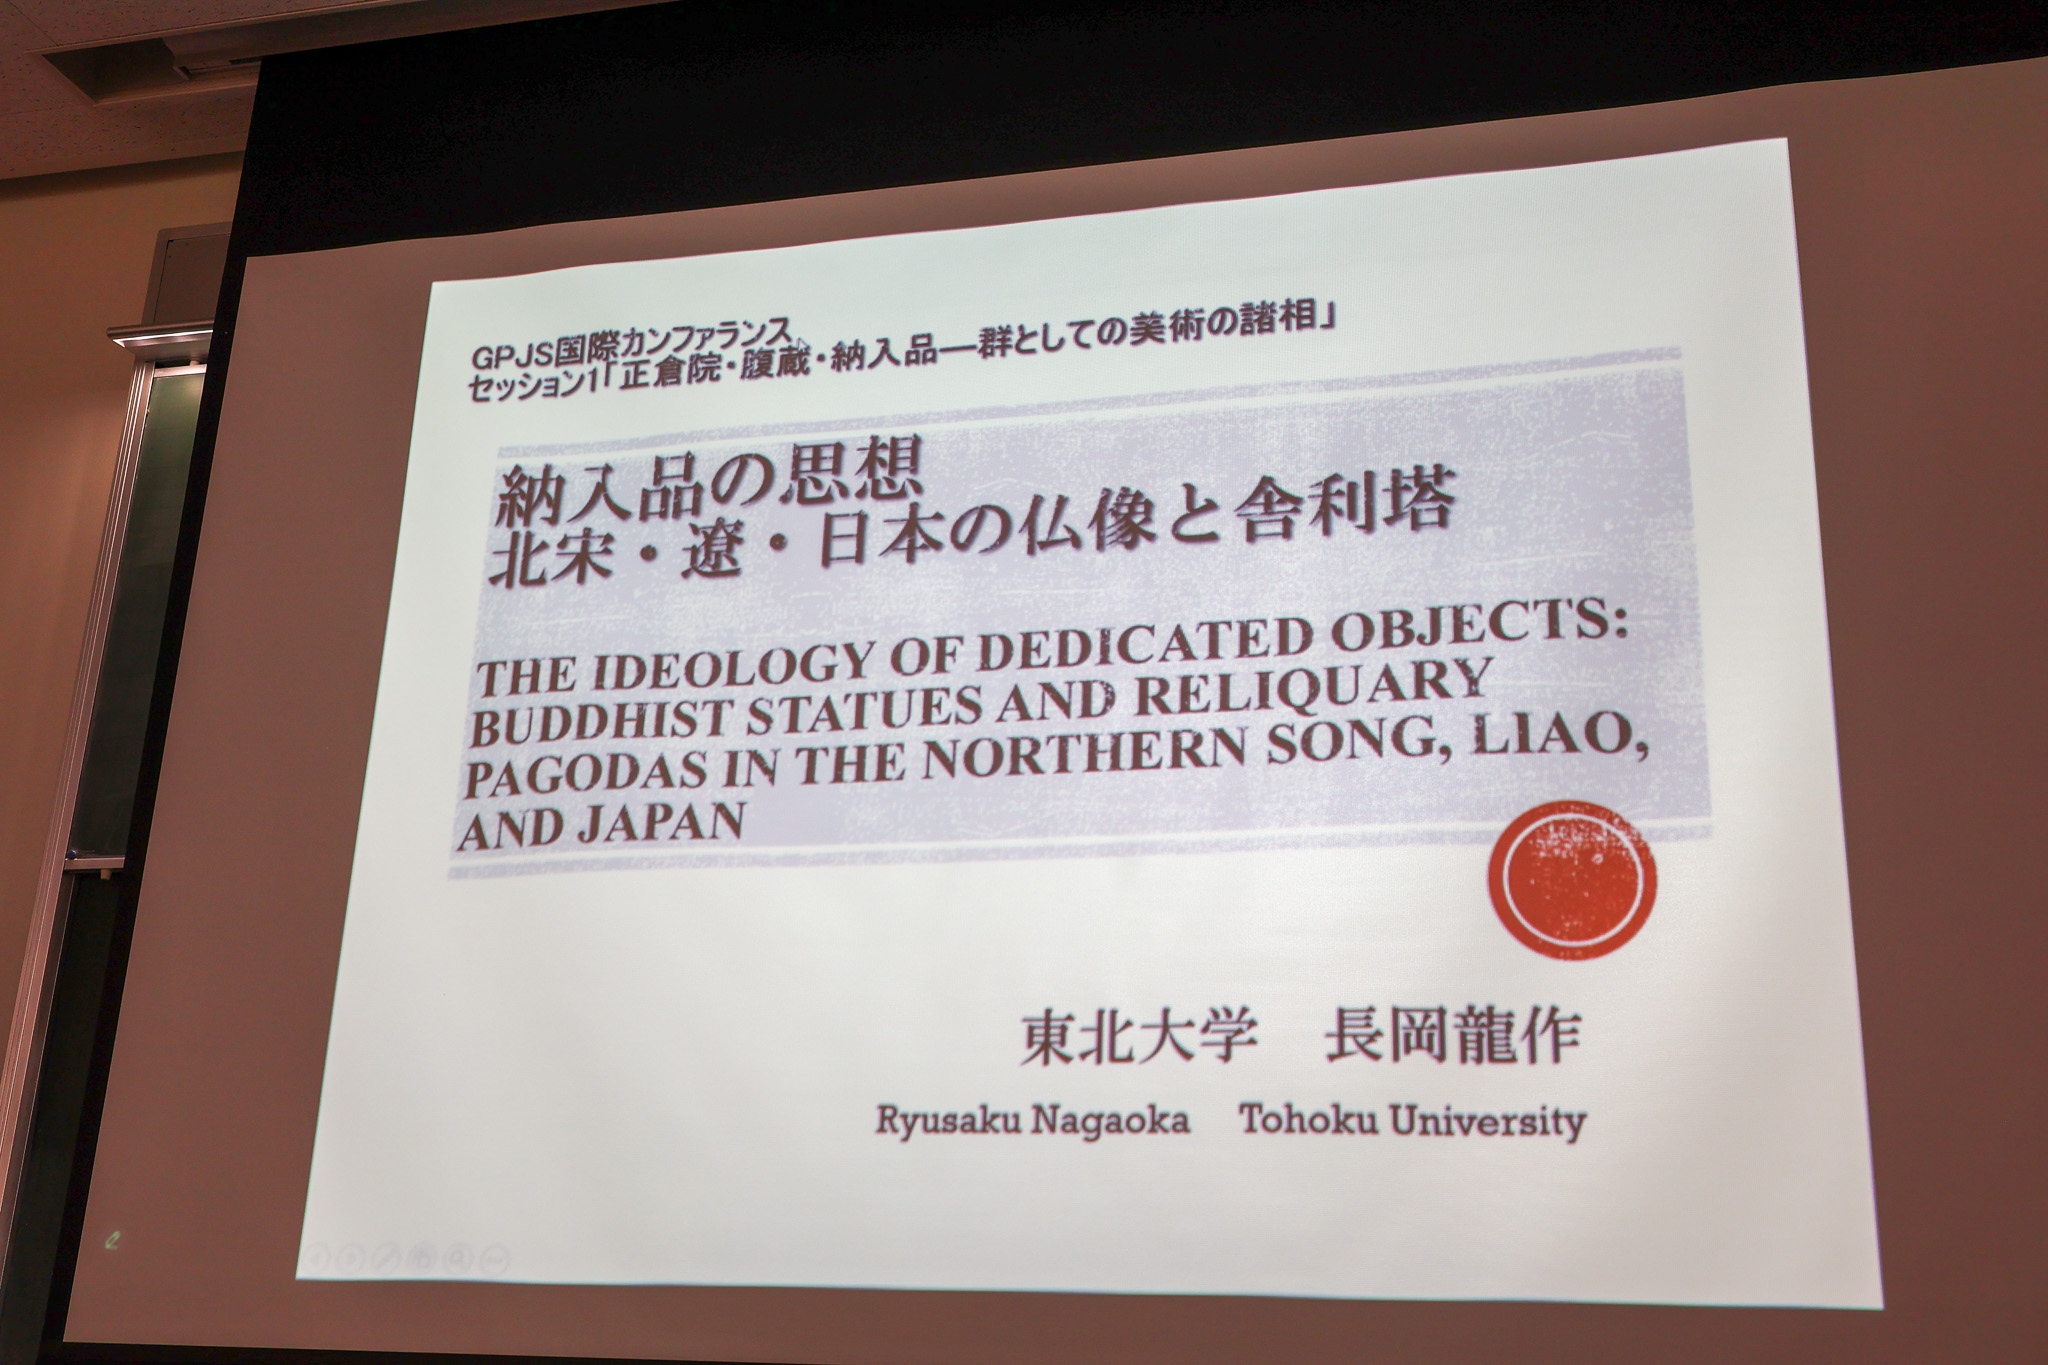 GPJS国際カンファランス
セッション1「正倉院・腹蔵・納入品―群としての美術の諸相」
納入品の思想
北宋・遼・日本の仏像と舎利塔
THE IDEOLOGY OF DEDICATED OBJECTS:
BUDDHIST STATUES AND RELIQUARY
PAGODAS IN THE NORTHERN SONG, LIAO,
AND JAPAN
東北大学　長岡龍作
Ryusaku Nagaoka　Tohoku University